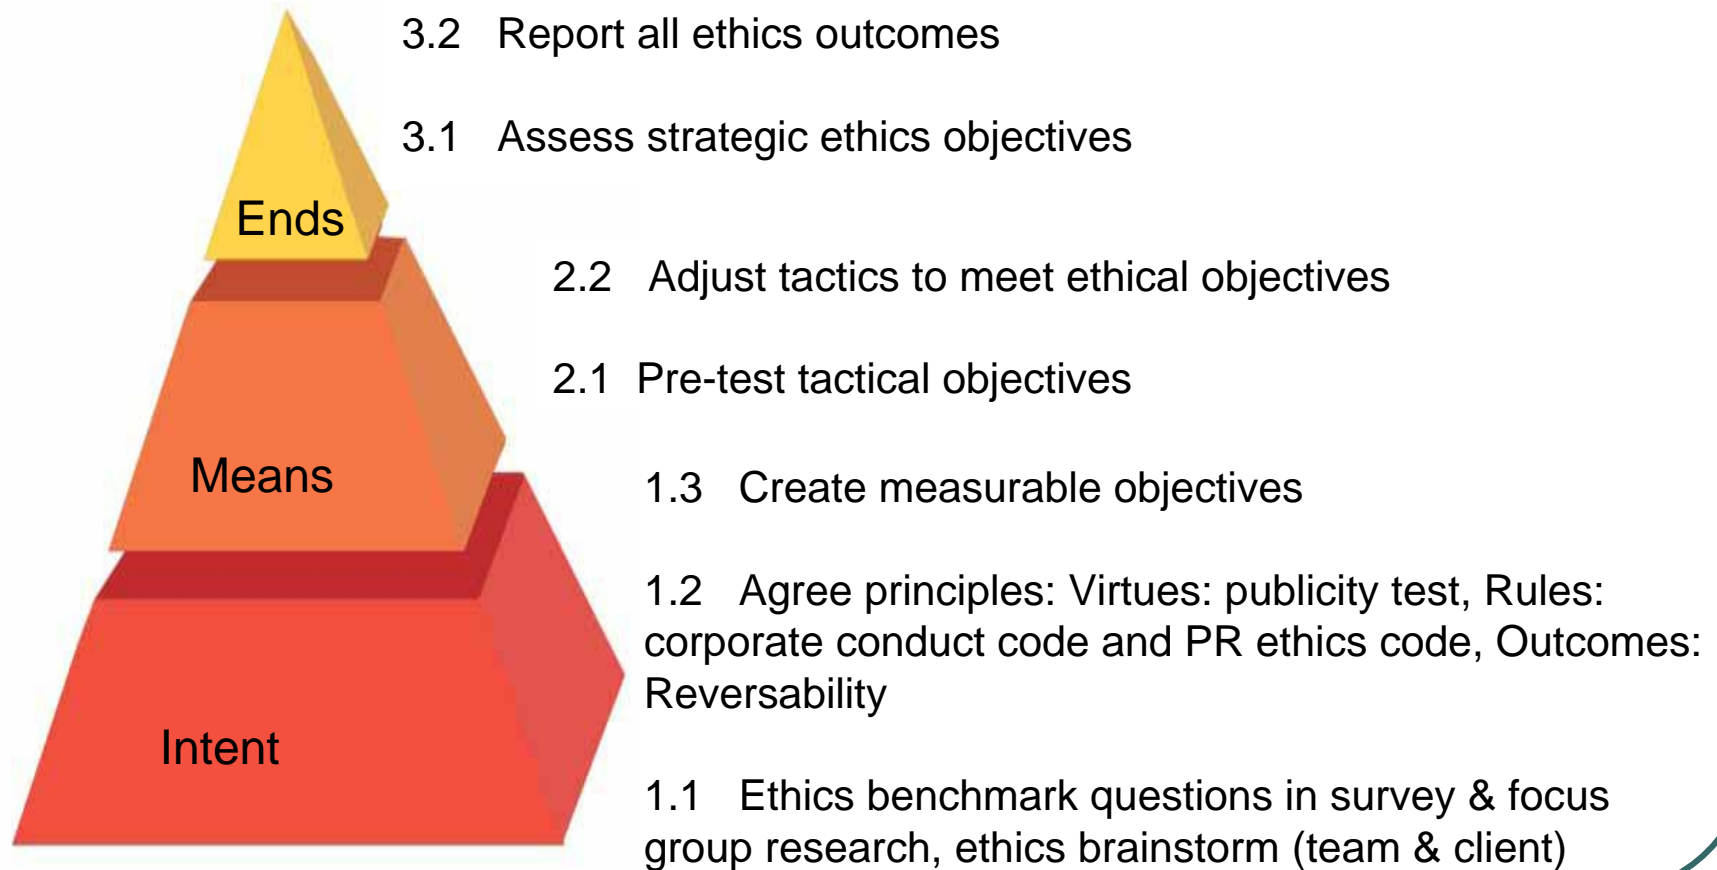 3.2 Report all ethics outcomes
3.1 Assess strategic ethics objectives
Ends
2.2 Adjust tactics to meet ethical objectives
2.1 Pre-test tactical objectives
Means
1.3 Create measurable objectives
1.2 Agree principles: Virtues: publicity test, Rules:
corporate conduct code and PR ethics code, Outcomes:
Reversability
Intent
1.1 Ethics benchmark questions in survey & focus
group research, ethics brainstorm (team & client)